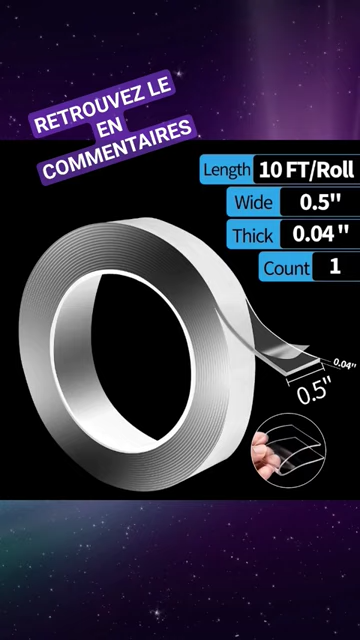 RETROUVEZ LE
EN
COMMENTAIRES
Length 10 FT/Roll
Wide 0.5"
Thick 0.04"
Count 1
0.04"
0.5"